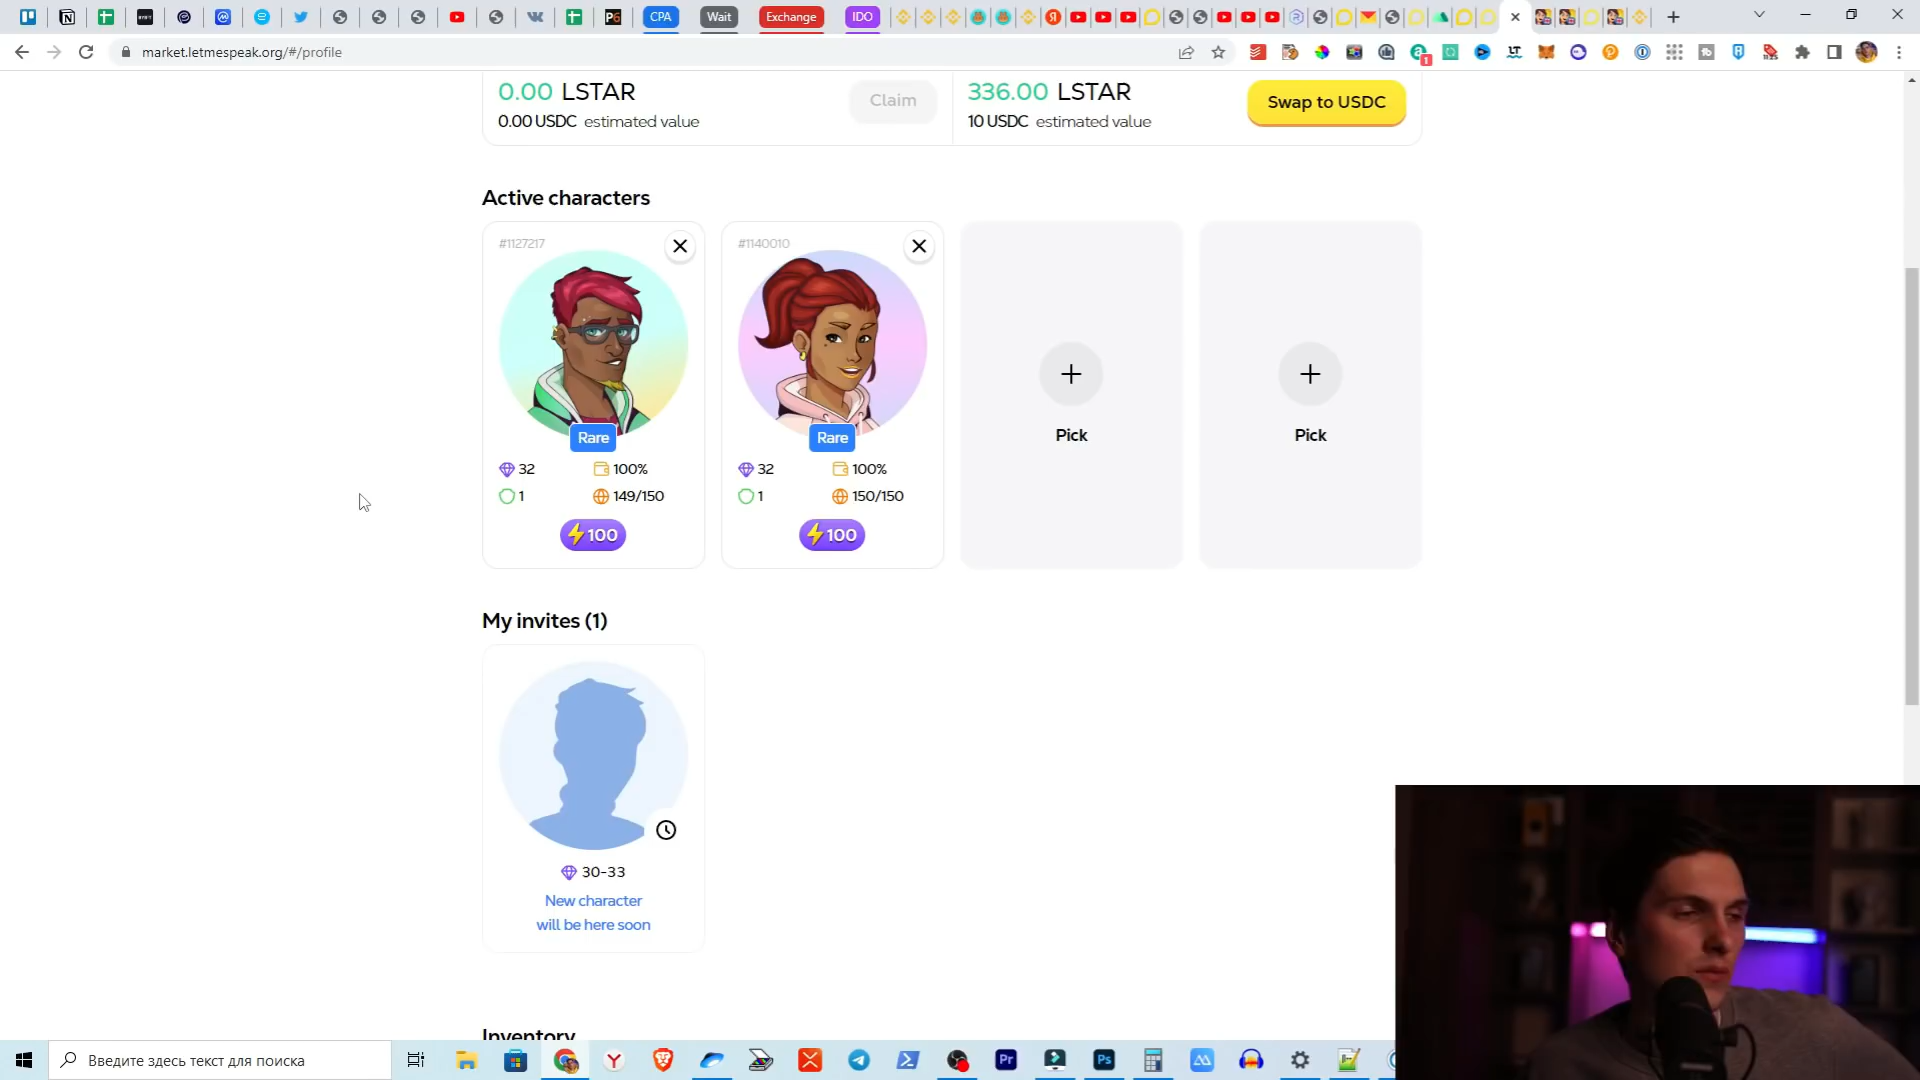 CPA
Wait
Exchange
IDO
market.letmespeak.org/#/profile
1
0.00 LSTAR
0.00 USDC estimated value
Claim
336.00 LSTAR
10 USDC estimated value
Swap to USDC
Active characters
#1127217
Rare
32
100%
1
149/150
100
#1140010
Rare
32
100%
1
150/150
100
Pick
Pick
My invites (1)
30-33
New character
will be here soon
Inventory
Введите здесь текст для поиска
Pr
Ps